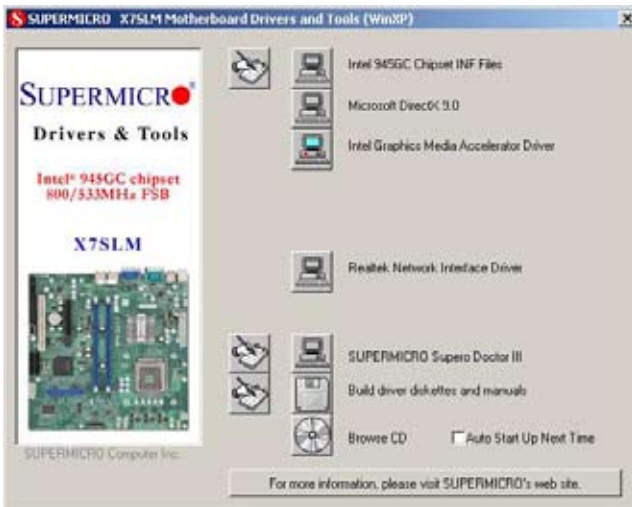 SUPERMICRO X7SLM Motherboard Drivers and Tools (WinXP)
SUPERMICRO
Drivers & Tools
Intel® 945GC chipset
800/533MHz FSB
X7SLM
SUPERMICRO Computer Inc.
Intel 945GC Chipset INF Files
Microsoft DirectX 9.0
Intel Graphics Media Accelerator Driver
Realtek Network Interface Driver
SUPERMICRO Supero Doctor III
Build driver diskettes and manuals
Browse CD
Auto Start Up Next Time
For more information, please visit SUPERMICRO's web site.